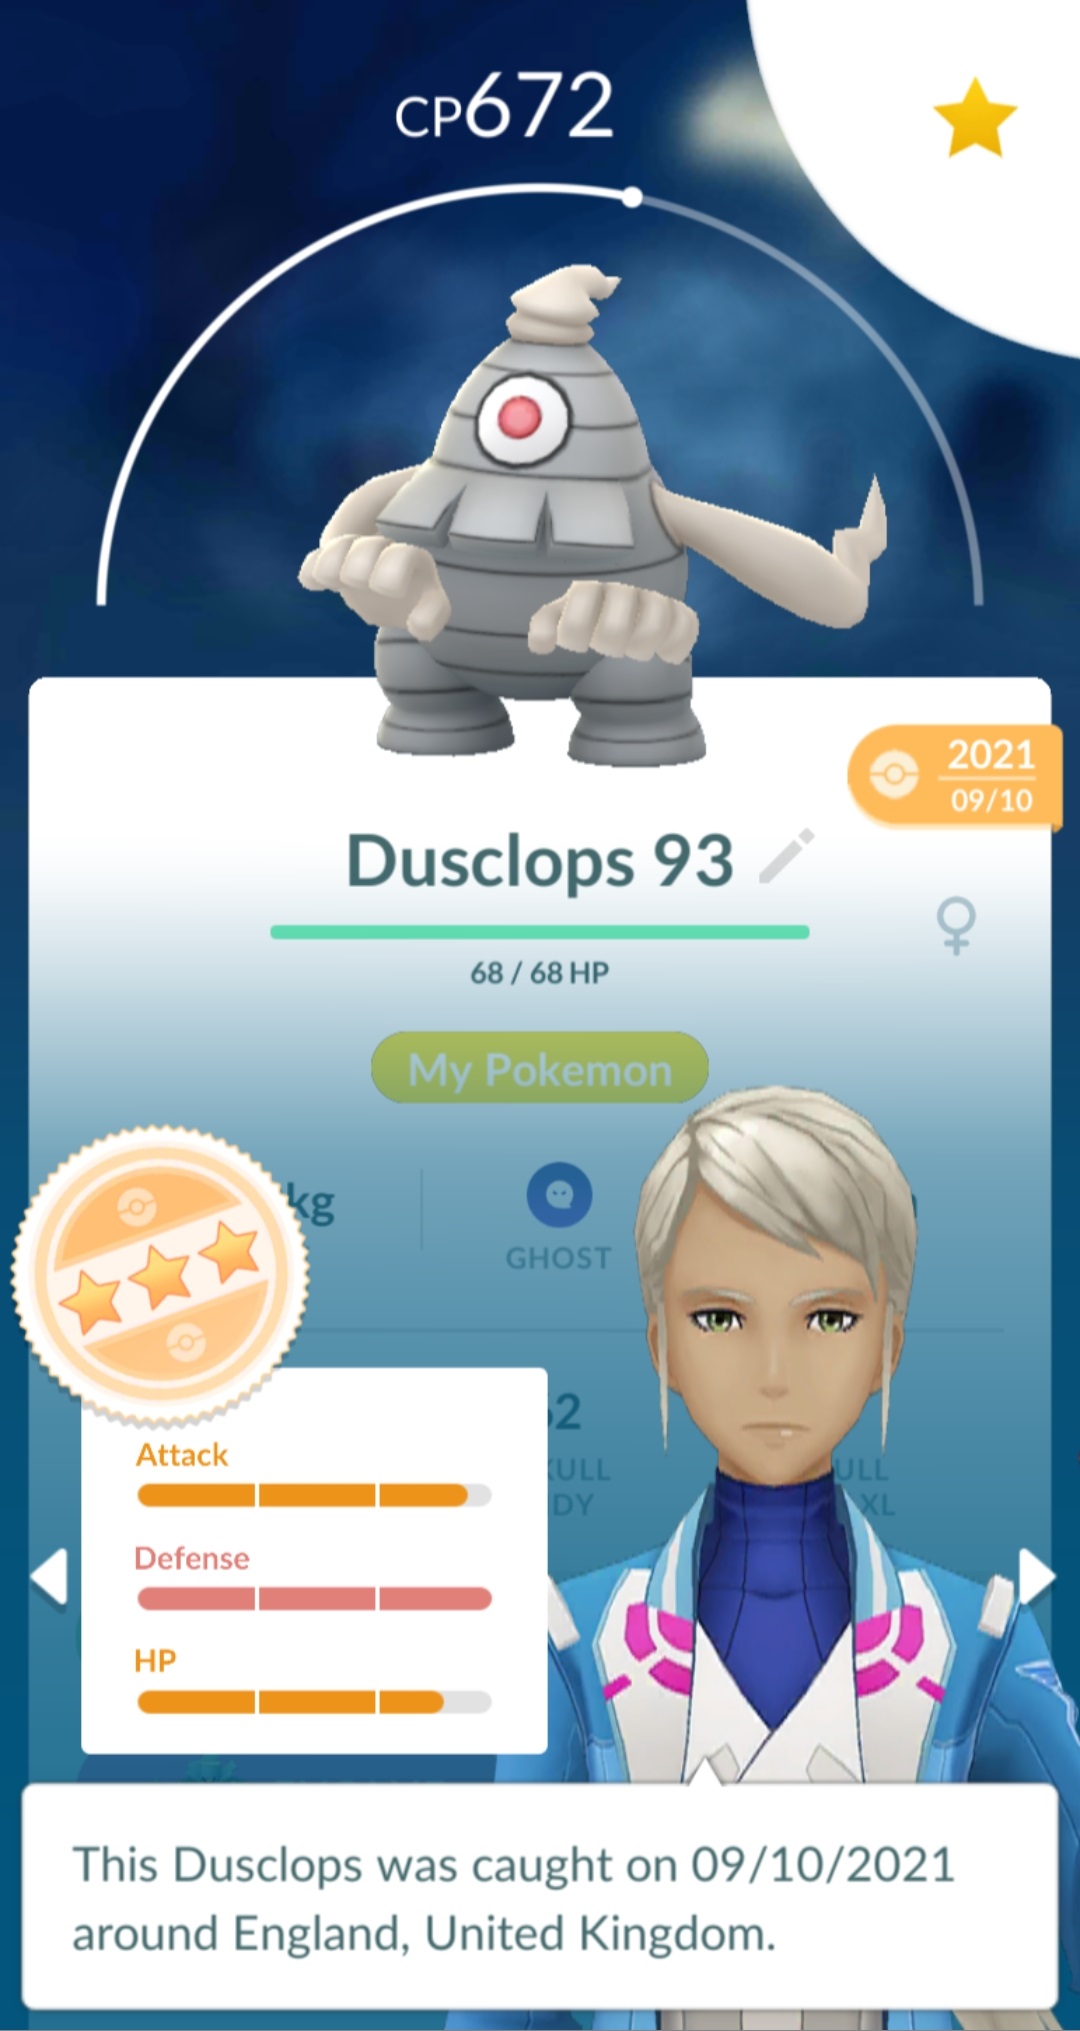 CP672
2021
09/10
Dusclops 93
68 / 68 HP
My Pokemon
kg
GHOST
Attack
Defense
HP
This Dusclops was caught on 09/10/2021
around England, United Kingdom.